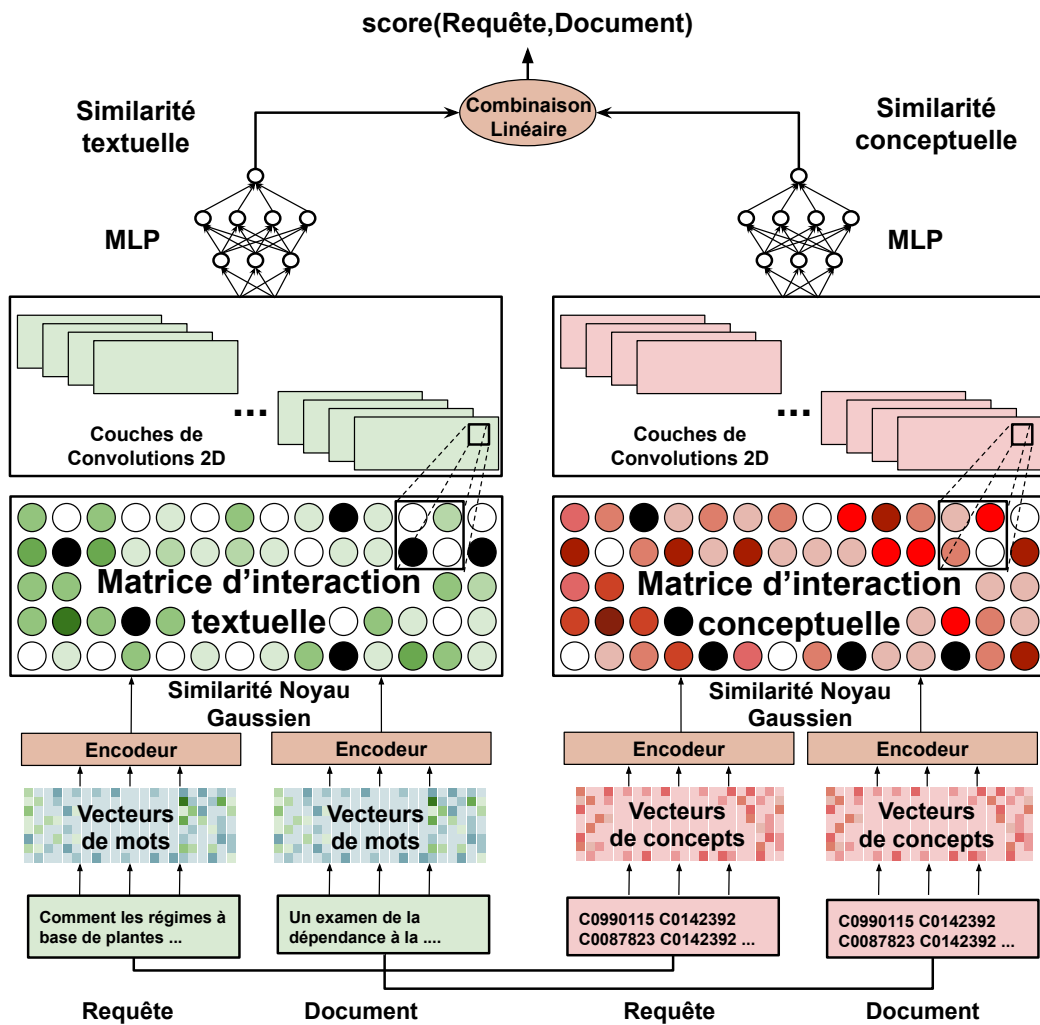 score(Requête,Document)
Combinaison
Linéaire
Similarité
textuelle
Similarité
conceptuelle
MLP
MLP
...
Couches de
Convolutions 2D
...
Couches de
Convolutions 2D
Matrice d'interaction
textuelle
Matrice d'interaction
conceptuelle
Similarité Noyau
Gaussien
Similarité Noyau
Gaussien
Encodeur
Encodeur
Encodeur
Encodeur
Vecteurs
de mots
Vecteurs
de mots
Vecteurs
de concepts
Vecteurs
de concepts
Comment les régimes à
base de plantes ...
Un examen de la
dépendance à la ....
C0990115 C0142392
C0087823 C0142392 ...
C0990115 C0142392
C0087823 C0142392 ...
Requête
Document
Requête
Document